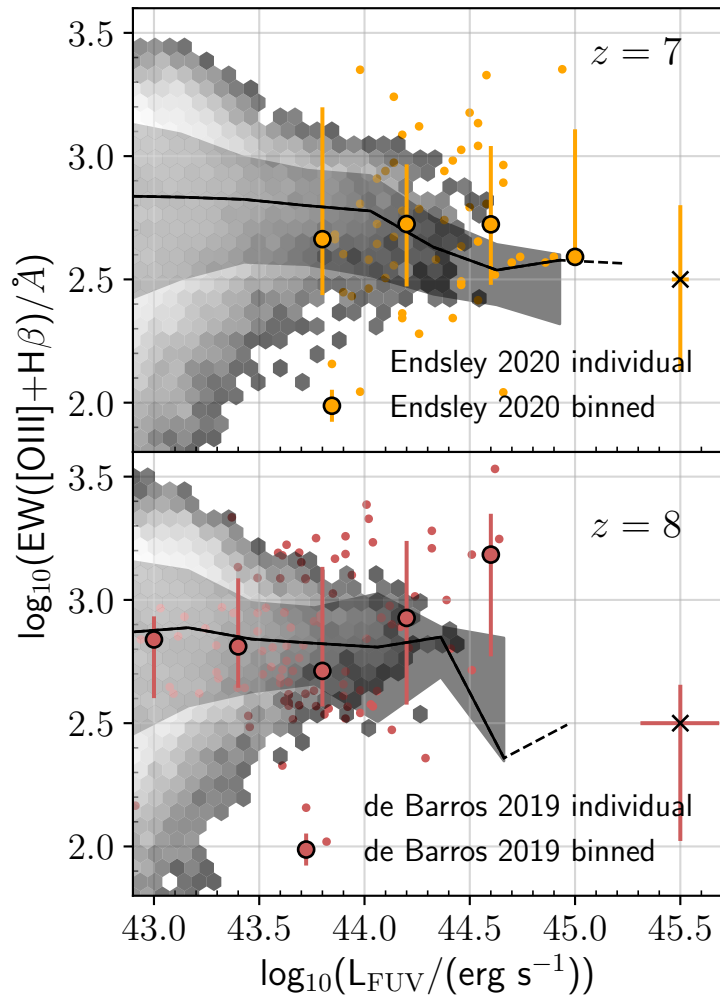 3.5
z = 7
3.0
2.5
Endsley 2020 individual
2.0
Endsley 2020 binned
log₁₀(EW([OIII]+Hβ)/Å)
3.5
z = 8
3.0
2.5
de Barros 2019 individual
2.0
de Barros 2019 binned
43.0 43.5 44.0 44.5 45.0 45.5
log₁₀(L_FUV/(erg s⁻¹))